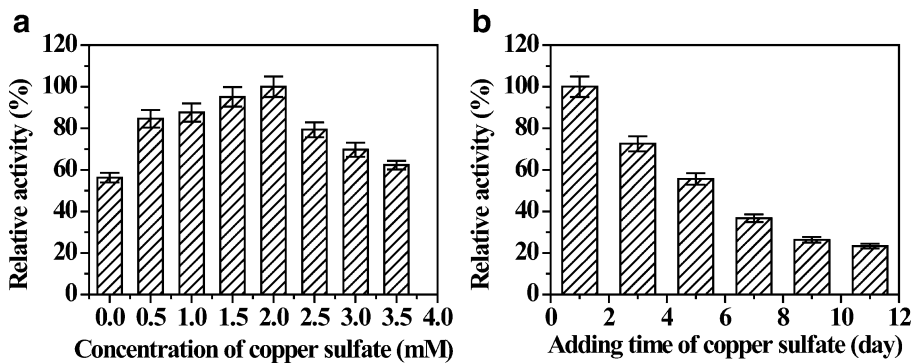 a
Relative activity (%)
120
100
80
60
40
20
0
0.0 0.5 1.0 1.5 2.0 2.5 3.0 3.5 4.0
Concentration of copper sulfate (mM)
b
Relative activity (%)
120
100
80
60
40
20
0
0 2 4 6 8 10 12
Adding time of copper sulfate (day)